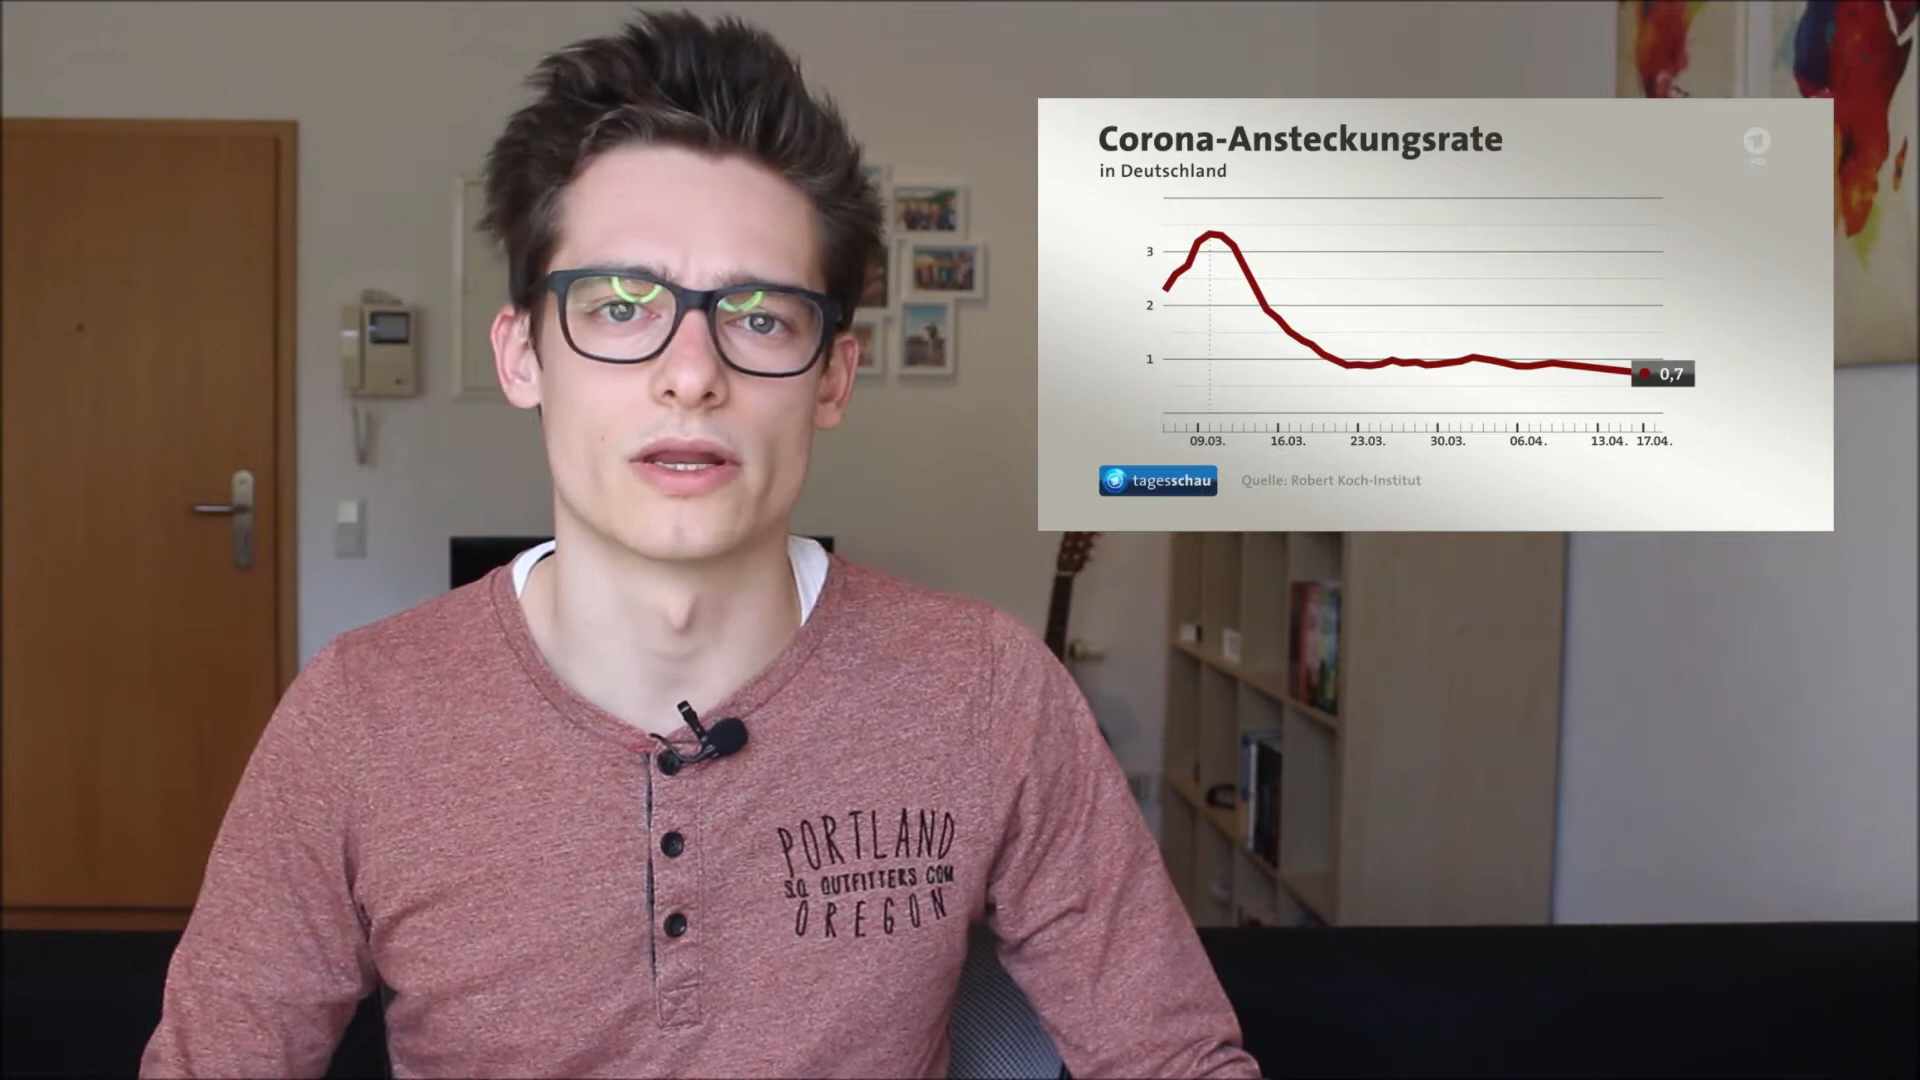 Corona-Ansteckungsrate
in Deutschland
HD
3
2
1
0,7
09.03. 16.03. 23.03. 30.03. 06.04. 13.04. 17.04.
tagesschau
Quelle: Robert Koch-Institut
PORTLAND
S.Q. OUTFITTERS COM
OREGON